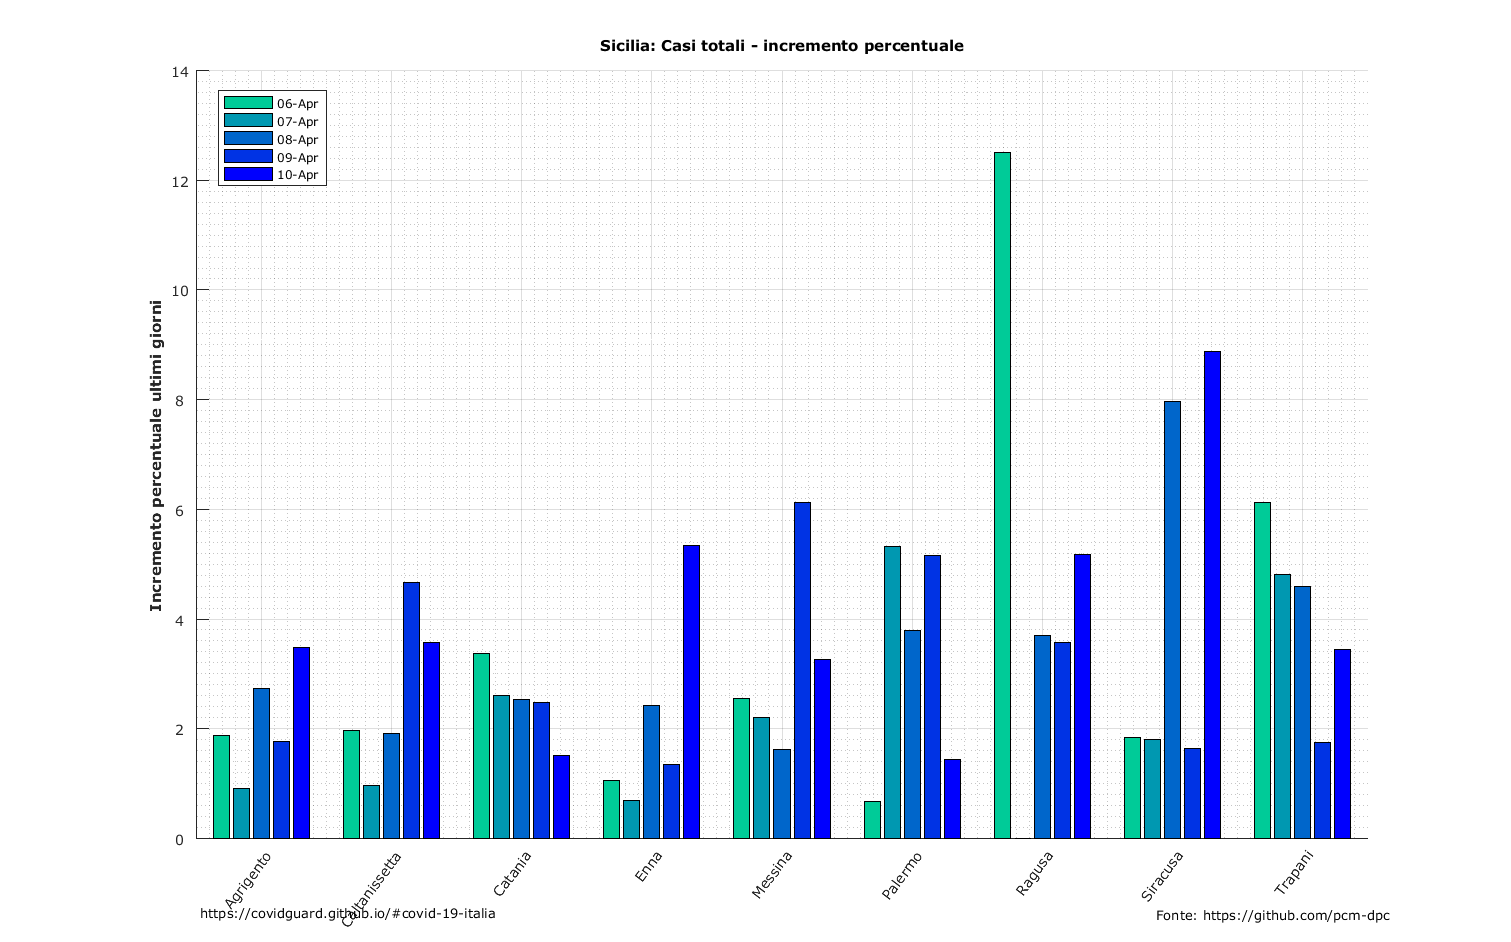 Sicilia: Casi totali - incremento percentuale
14
12
10
8
6
4
2
0
Incremento percentuale ultimi giorni
06-Apr
07-Apr
08-Apr
09-Apr
10-Apr
Agrigento
Caltanissetta
Catania
Enna
Messina
Palermo
Ragusa
Siracusa
Trapani
https://covidguard.github.io/#covid-19-italia
Fonte: https://github.com/pcm-dpc